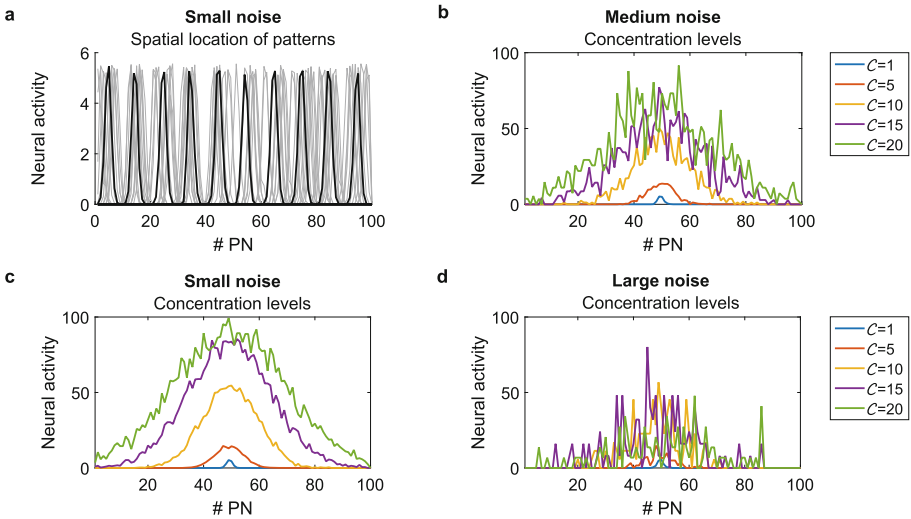 a
Small noise
Spatial location of patterns
Neural activity
6
4
2
0
0 20 40 60 80 100
# PN
b
Medium noise
Concentration levels
Neural activity
100
50
0
20 40 60 80 100
# PN
C=1
C=5
C=10
C=15
C=20
c
Small noise
Concentration levels
Neural activity
100
50
0
20 40 60 80 100
# PN
d
Large noise
Concentration levels
Neural activity
100
50
0
20 40 60 80 100
# PN
C=1
C=5
C=10
C=15
C=20